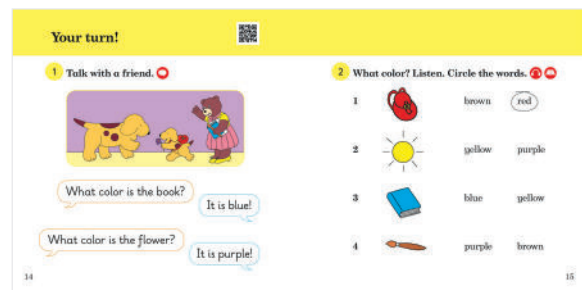 Your turn!
1 Talk with a friend.
What color is the book?
It is blue!
What color is the flower?
It is purple!
14
2 What color? Listen. Circle the words.
1 brown red
2 yellow purple
3 blue yellow
4 purple brown
15